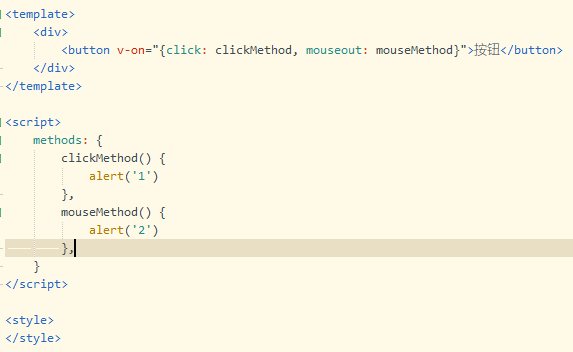 <template>
    <div>
        <button v-on="{click: clickMethod, mouseout: mouseMethod}">按钮</button>
    </div>
</template>

<script>
    methods: {
        clickMethod() {
            alert('1')
        },
        mouseMethod() {
            alert('2')
        },
    }
</script>

<style>
</style>